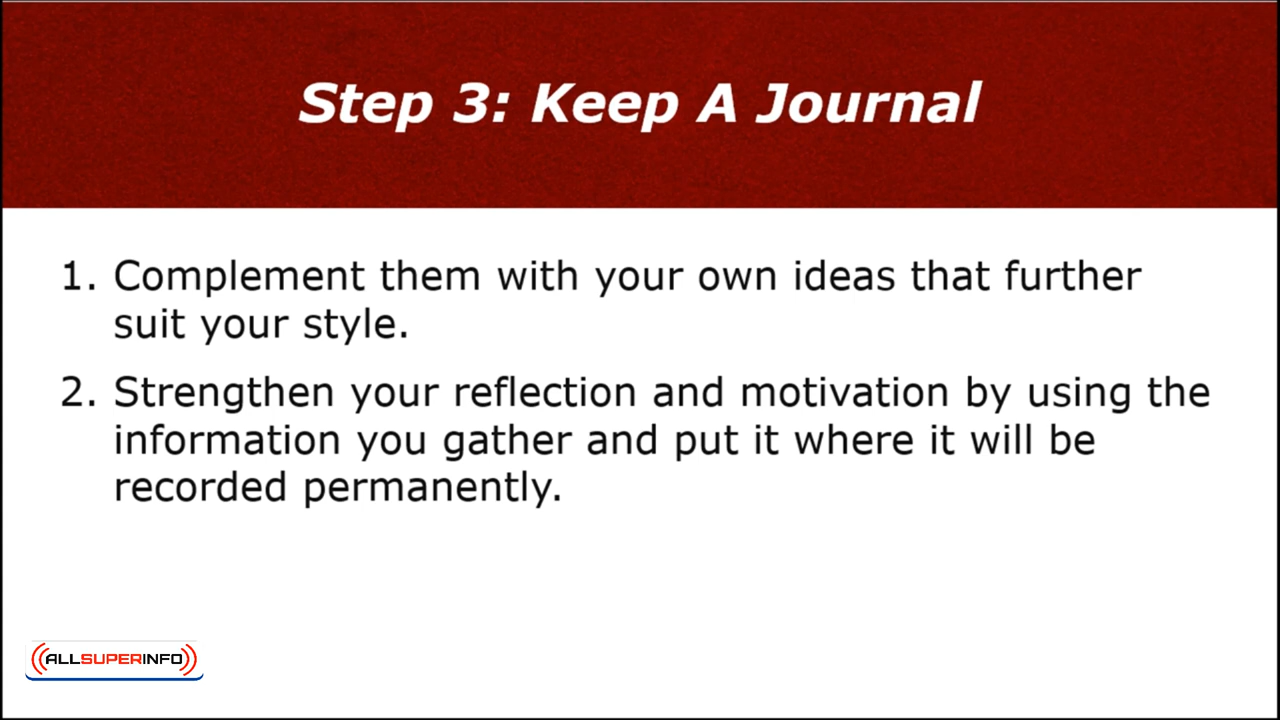 Step 3: Keep A Journal
1. Complement them with your own ideas that further
suit your style.
2. Strengthen your reflection and motivation by using the
information you gather and put it where it will be
recorded permanently.
ALLSUPERINFO